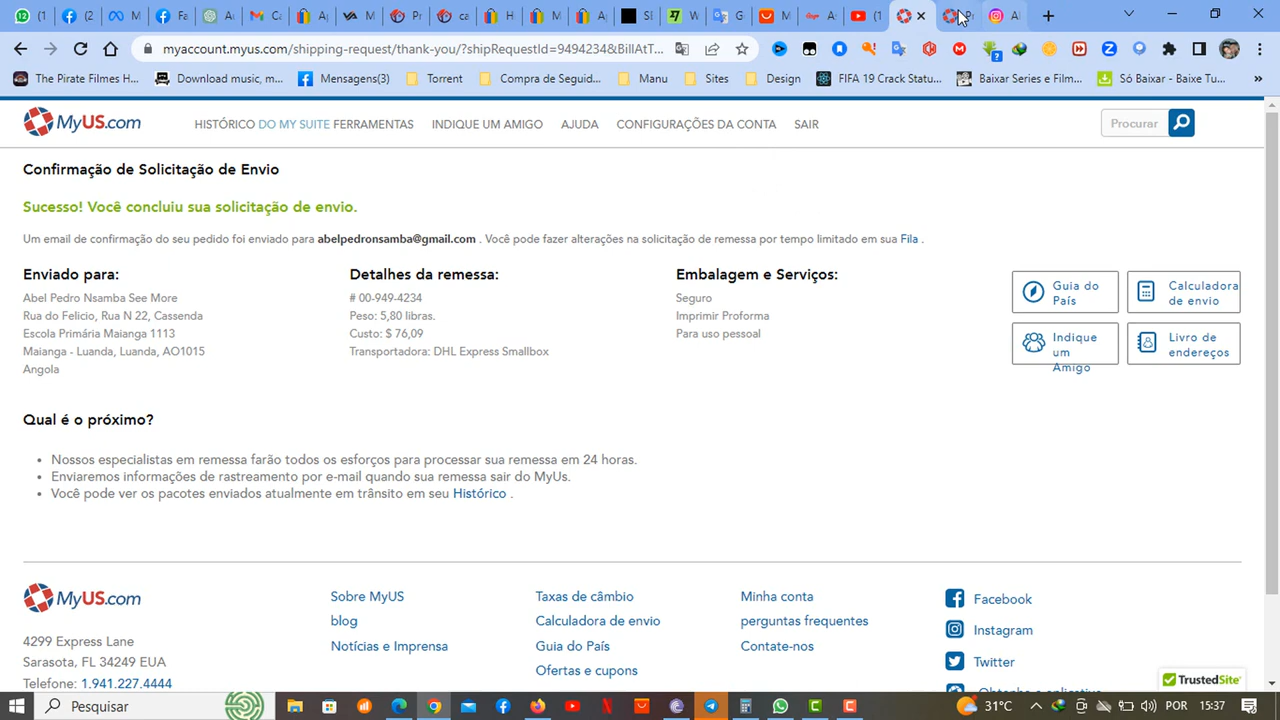 myaccount.myus.com/shipping-request/thank-you/?shipRequestId=9494234&BillAtT...
The Pirate Filmes H...
Download music, m...
Mensagens(3)
Torrent
Compra de Seguid...
Manu
Sites
Design
FIFA 19 Crack Statu...
Baixar Series e Film...
Só Baixar - Baixe Tu...
MyUS.com
HISTÓRICO DO MY SUITE FERRAMENTAS
INDIQUE UM AMIGO
AJUDA
CONFIGURAÇÕES DA CONTA
SAIR
Procurar
Confirmação de Solicitação de Envio
Sucesso! Você concluiu sua solicitação de envio.
Um email de confirmação do seu pedido foi enviado para abelpedronsamba@gmail.com . Você pode fazer alterações na solicitação de remessa por tempo limitado em sua Fila .
Enviado para:
Abel Pedro Nsamba See More
Rua do Felicio, Rua N 22, Cassenda
Escola Primária Maianga 1113
Maianga - Luanda, Luanda, AO1015
Angola
Detalhes da remessa:
# 00-949-4234
Peso: 5,80 libras.
Custo: $ 76,09
Transportadora: DHL Express Smallbox
Embalagem e Serviços:
Seguro
Imprimir Proforma
Para uso pessoal
Guia do
País
Calculadora
de envio
Indique
um
Amigo
Livro de
endereços
Qual é o próximo?
Nossos especialistas em remessa farão todos os esforços para processar sua remessa em 24 horas.
Enviaremos informações de rastreamento por e-mail quando sua remessa sair do MyUs.
Você pode ver os pacotes enviados atualmente em trânsito em seu Histórico .
MyUS.com
4299 Express Lane
Sarasota, FL 34249 EUA
Telefone: 1.941.227.4444
Sobre MyUS
blog
Notícias e Imprensa
Taxas de câmbio
Calculadora de envio
Guia do País
Ofertas e cupons
Minha conta
perguntas frequentes
Contate-nos
Facebook
Instagram
Twitter
TrustedSite
Pesquisar
31°C
POR
15:37